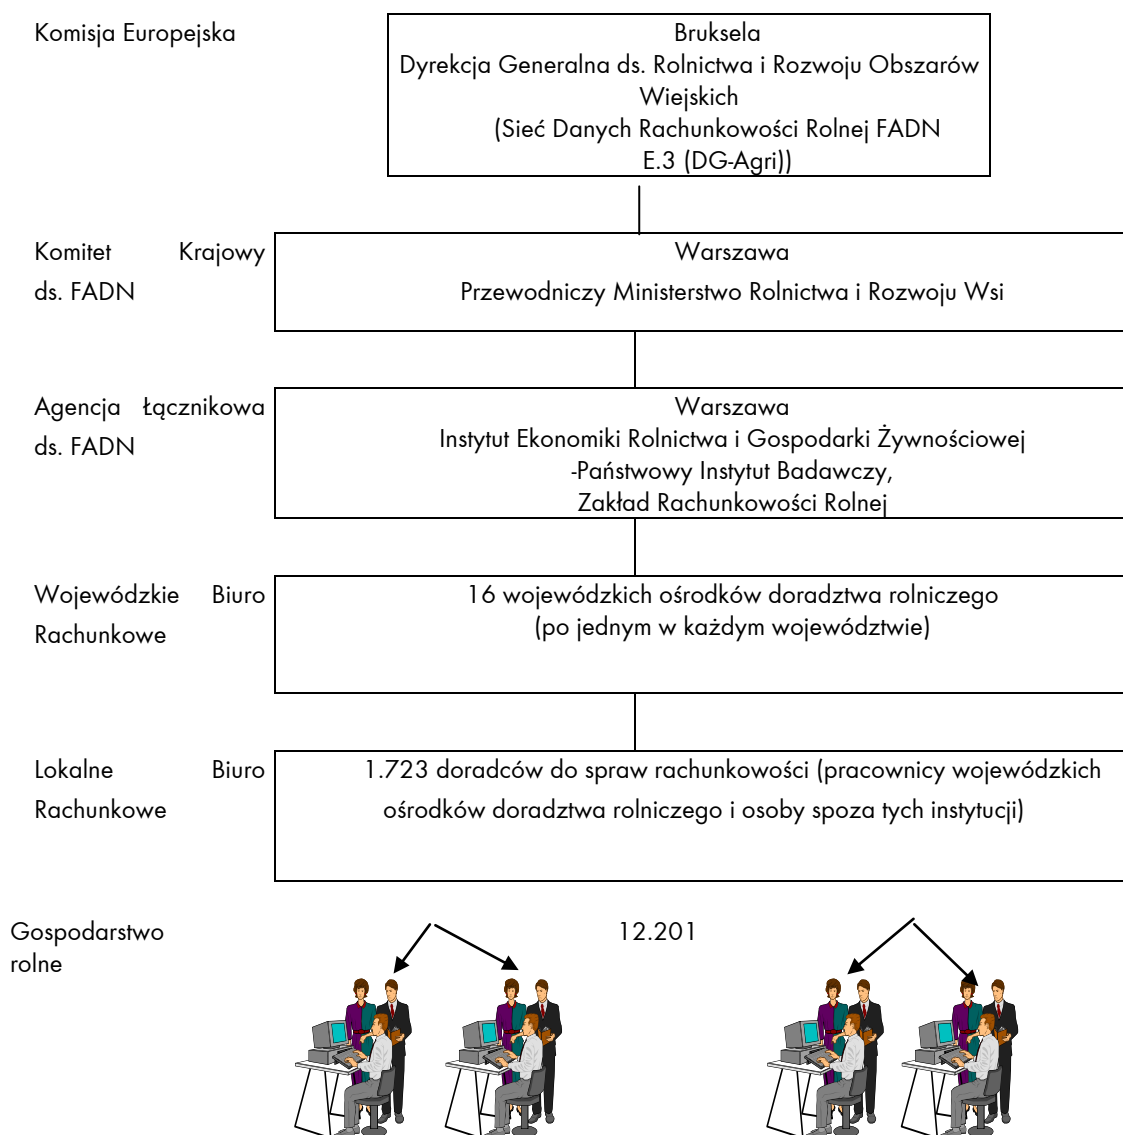 Komisja Europejska
Bruksela
Dyrekcja Generalna ds. Rolnictwa i Rozwoju Obszarów
Wiejskich
(Sieć Danych Rachunkowości Rolnej FADN
E.3 (DG-Agri))
Komitet Krajowy
ds. FADN
Warszawa
Przewodniczy Ministerstwo Rolnictwa i Rozwoju Wsi
Agencja Łącznikowa
ds. FADN
Warszawa
Instytut Ekonomiki Rolnictwa i Gospodarki Żywnościowej
-Państwowy Instytut Badawczy,
Zakład Rachunkowości Rolnej
Wojewódzkie Biuro
Rachunkowe
16 wojewódzkich ośrodków doradztwa rolniczego
(po jednym w każdym województwie)
Lokalne Biuro
Rachunkowe
1.723 doradców do spraw rachunkowości (pracownicy wojewódzkich
ośrodków doradztwa rolniczego i osoby spoza tych instytucji)
Gospodarstwo
rolne
12.201